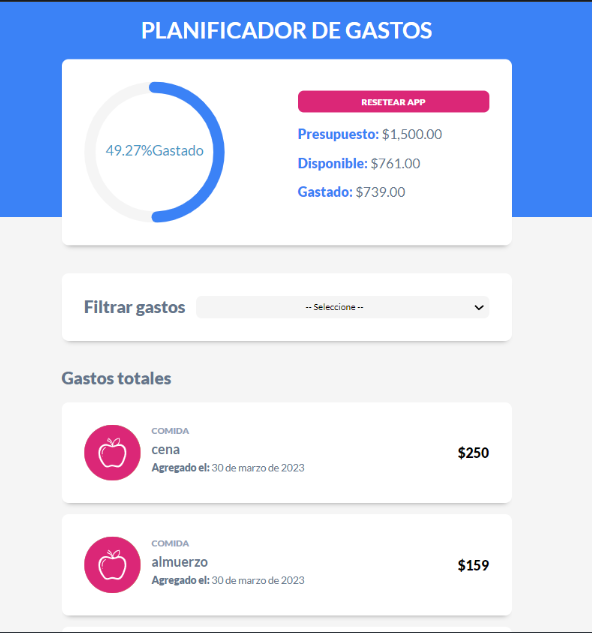 PLANIFICADOR DE GASTOS
49.27%Gastado
RESETEAR APP
Presupuesto: $1,500.00
Disponible: $761.00
Gastado: $739.00
Filtrar gastos
-- Seleccione --
Gastos totales
COMIDA
cena
Agregado el: 30 de marzo de 2023
$250
COMIDA
almuerzo
Agregado el: 30 de marzo de 2023
$159